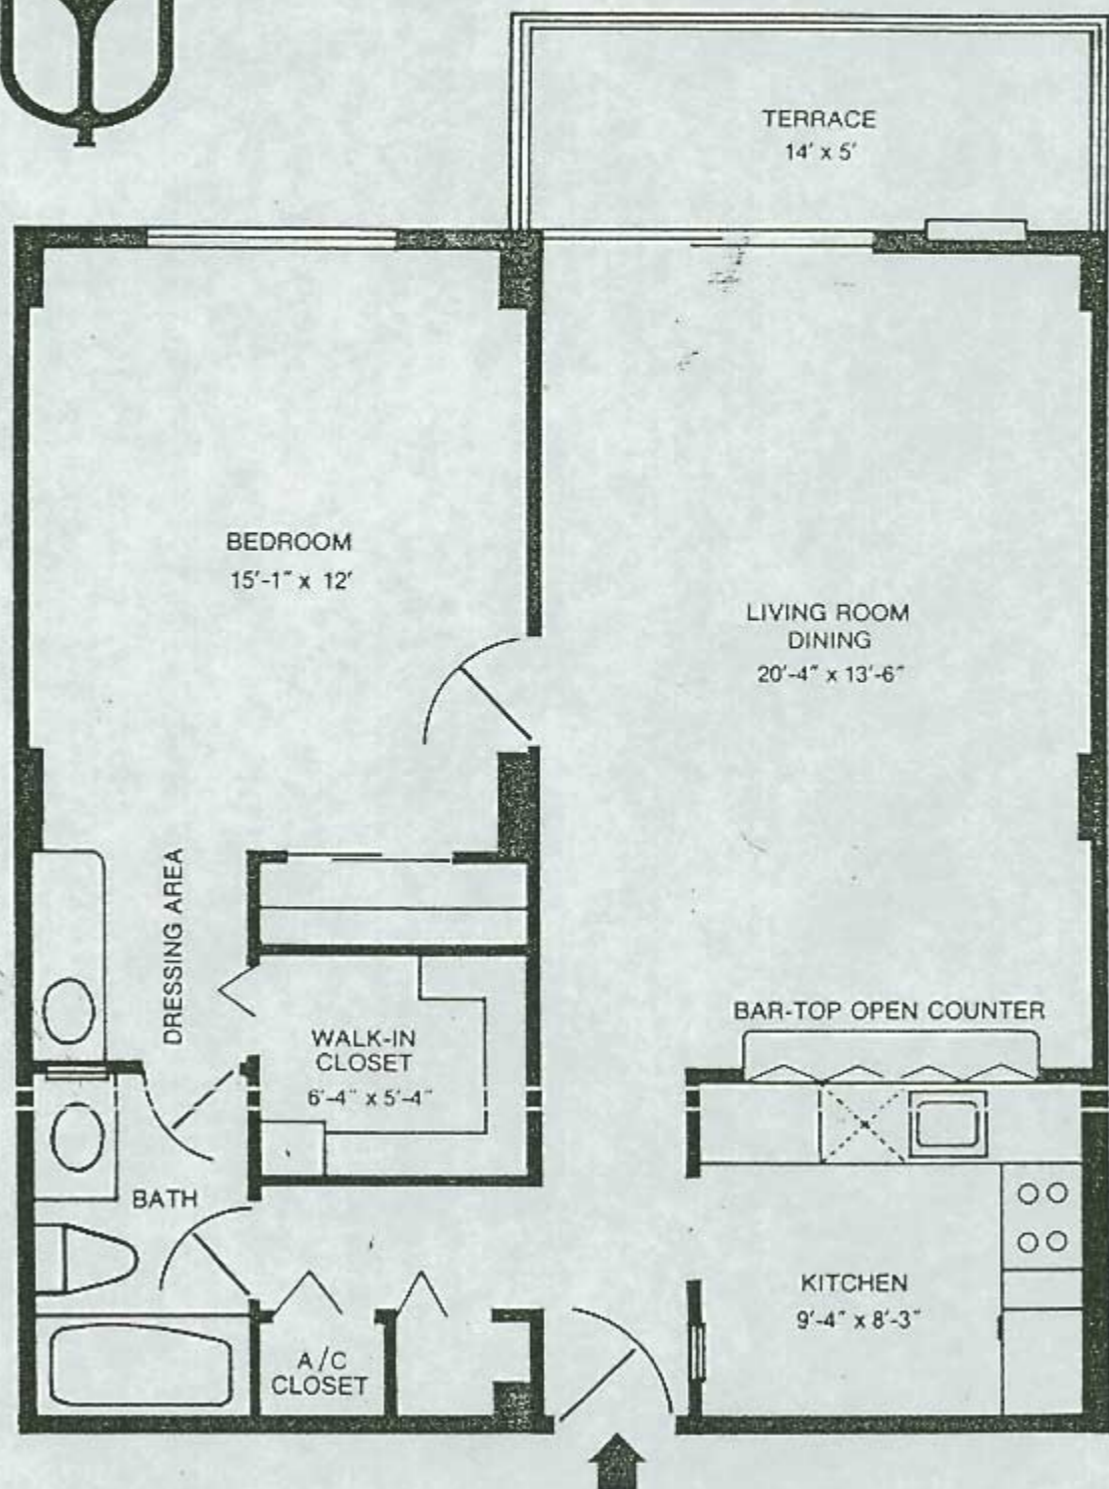 TERRACE
14' x 5'
BEDROOM
15'-1" x 12'
LIVING ROOM
DINING
20'-4" x 13'-6"
DRESSING AREA
BAR-TOP OPEN COUNTER
WALK-IN
CLOSET
6'-4" x 5'-4"
BATH
KITCHEN
9'-4" x 8'-3"
A/C
CLOSET